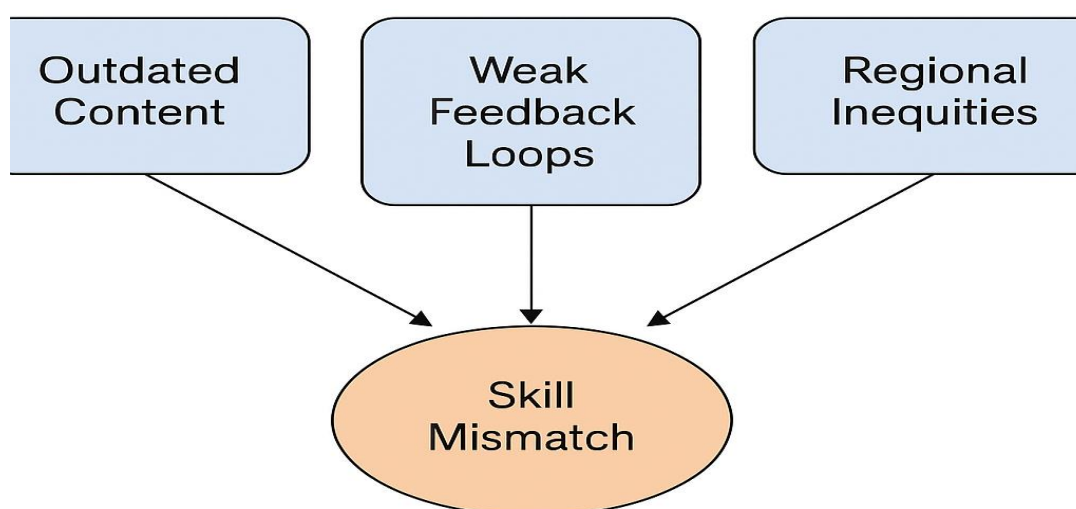 Outdated
Content
Weak
Feedback
Loops
Regional
Inequities
Skill
Mismatch